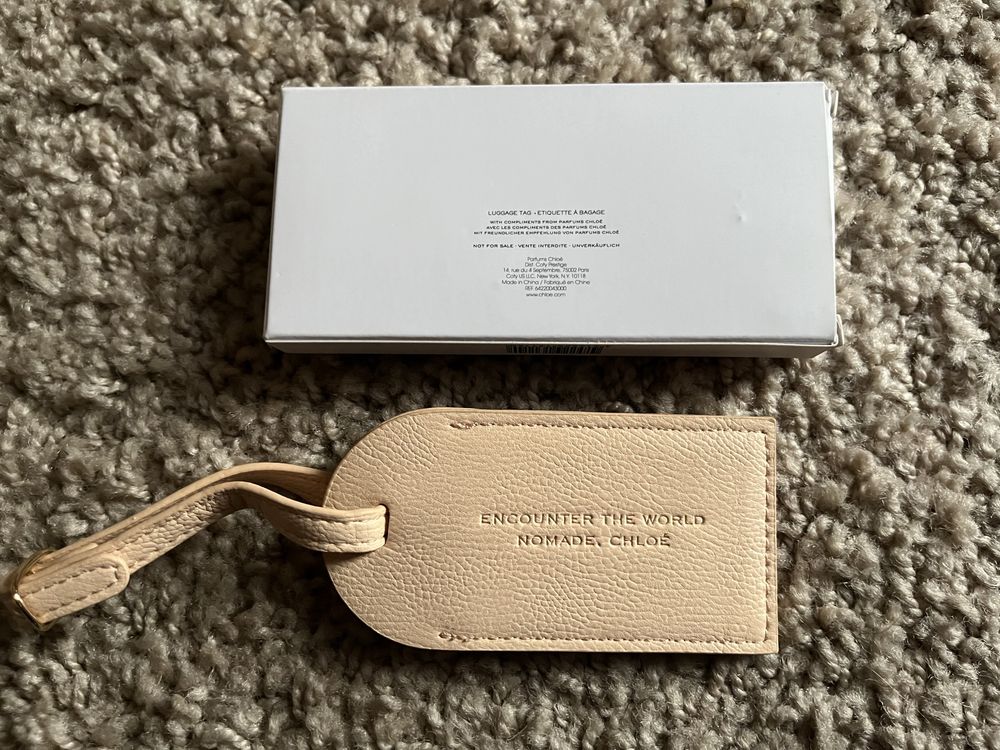 LUGGAGE TAG • ETIQUETTE À BAGAGE
WITH COMPLIMENTS FROM PARFUMS CHLOÉ
AVEC LES COMPLIMENTS DES PARFUMS CHLOÉ
MIT FREUNDLICHER EMPFEHLUNG VON PARFUMS CHLOÉ
NOT FOR SALE · VENTE INTERDITE · UNVERKÄUFLICH
Parfums Chloé
Dist. Coty Prestige
14, rue du 4 Septembre, 75002 Paris
Coty US LLC, New York, N.Y. 10118
Made in China / Fabriqué en Chine
REF. 64220043000
www.chloe.com
ENCOUNTER THE WORLD
NOMADE, CHLOÉ